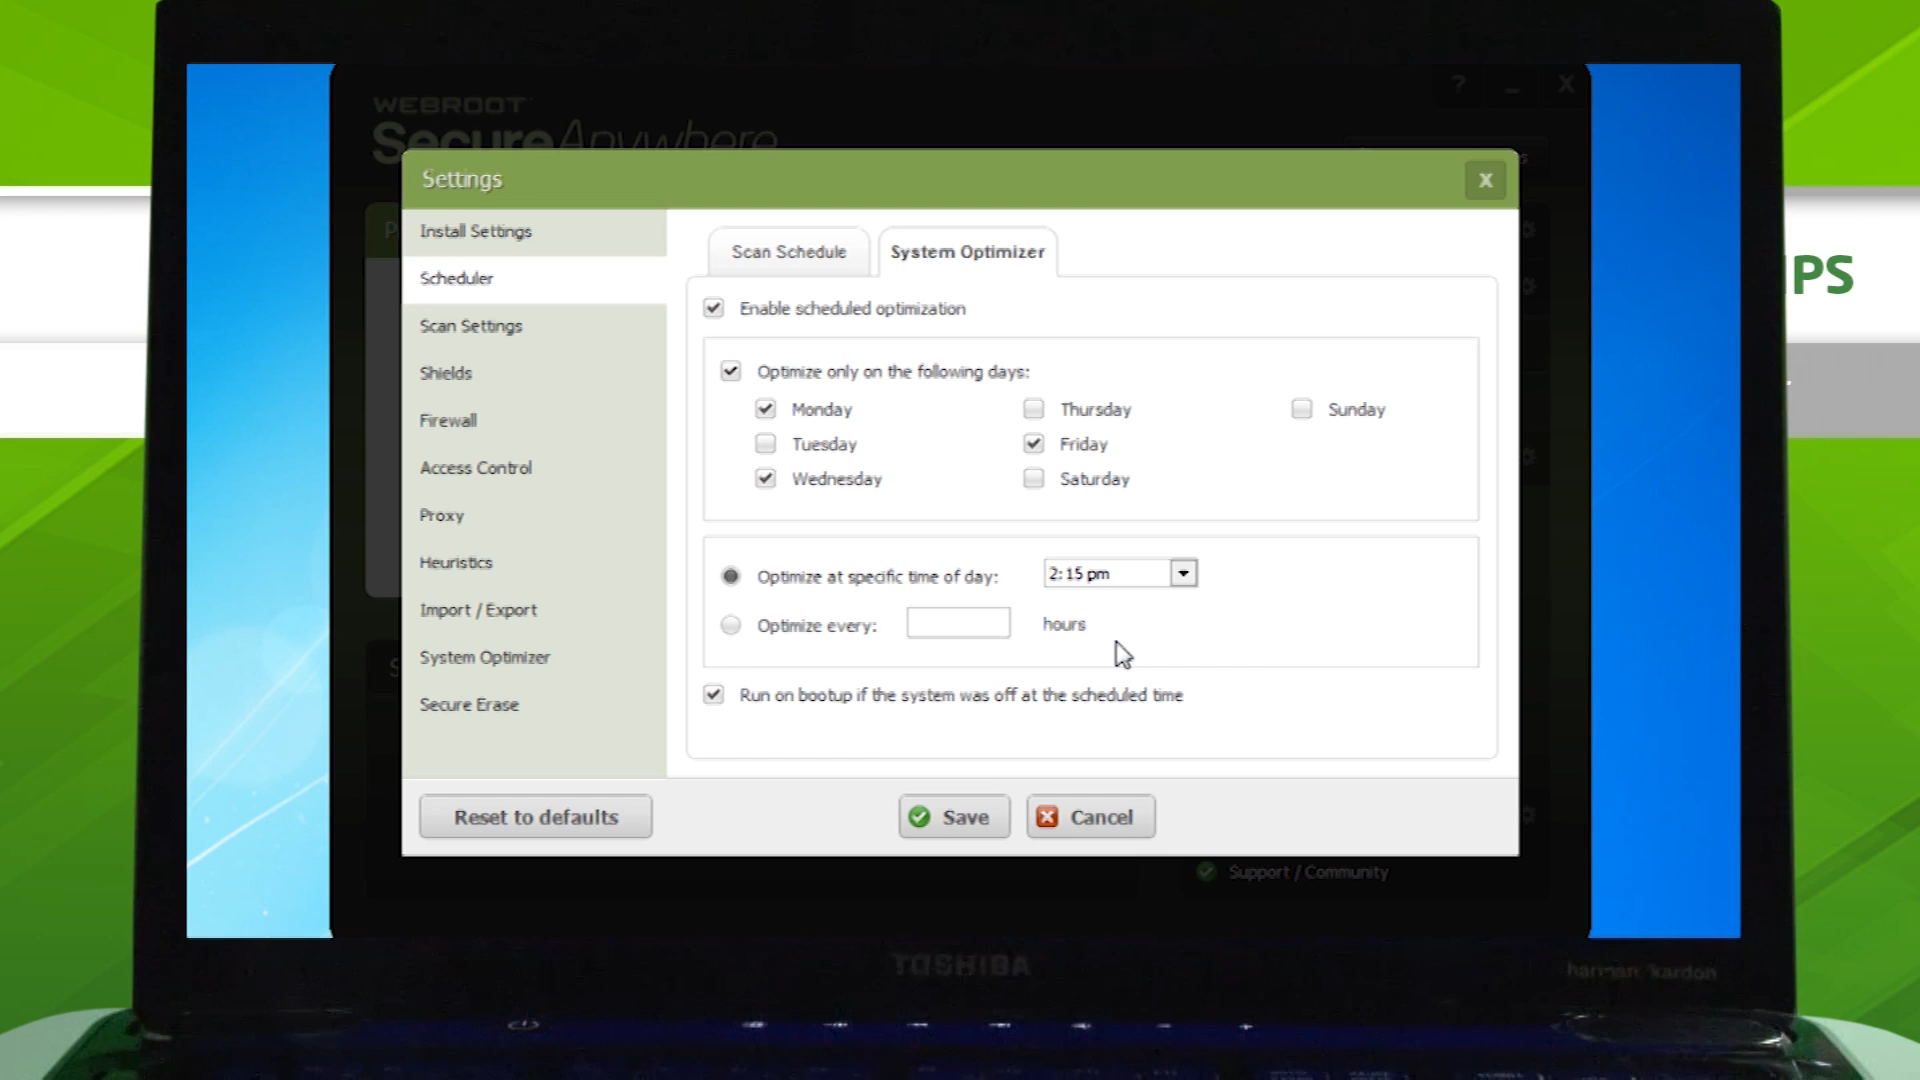 WEBROOT
SecureAnywhere
? _ X
Settings
X
Install Settings
Scheduler
Scan Settings
Shields
Firewall
Access Control
Proxy
Heuristics
Import / Export
System Optimizer
Secure Erase
Scan Schedule
System Optimizer
Enable scheduled optimization
Optimize only on the following days:
Monday
Thursday
Sunday
Tuesday
Friday
Wednesday
Saturday
Optimize at specific time of day:
2:15 pm
Optimize every:
hours
Run on bootup if the system was off at the scheduled time
Reset to defaults
Save
Cancel
Support / Community
IPS
TOSHIBA
harman/kardon